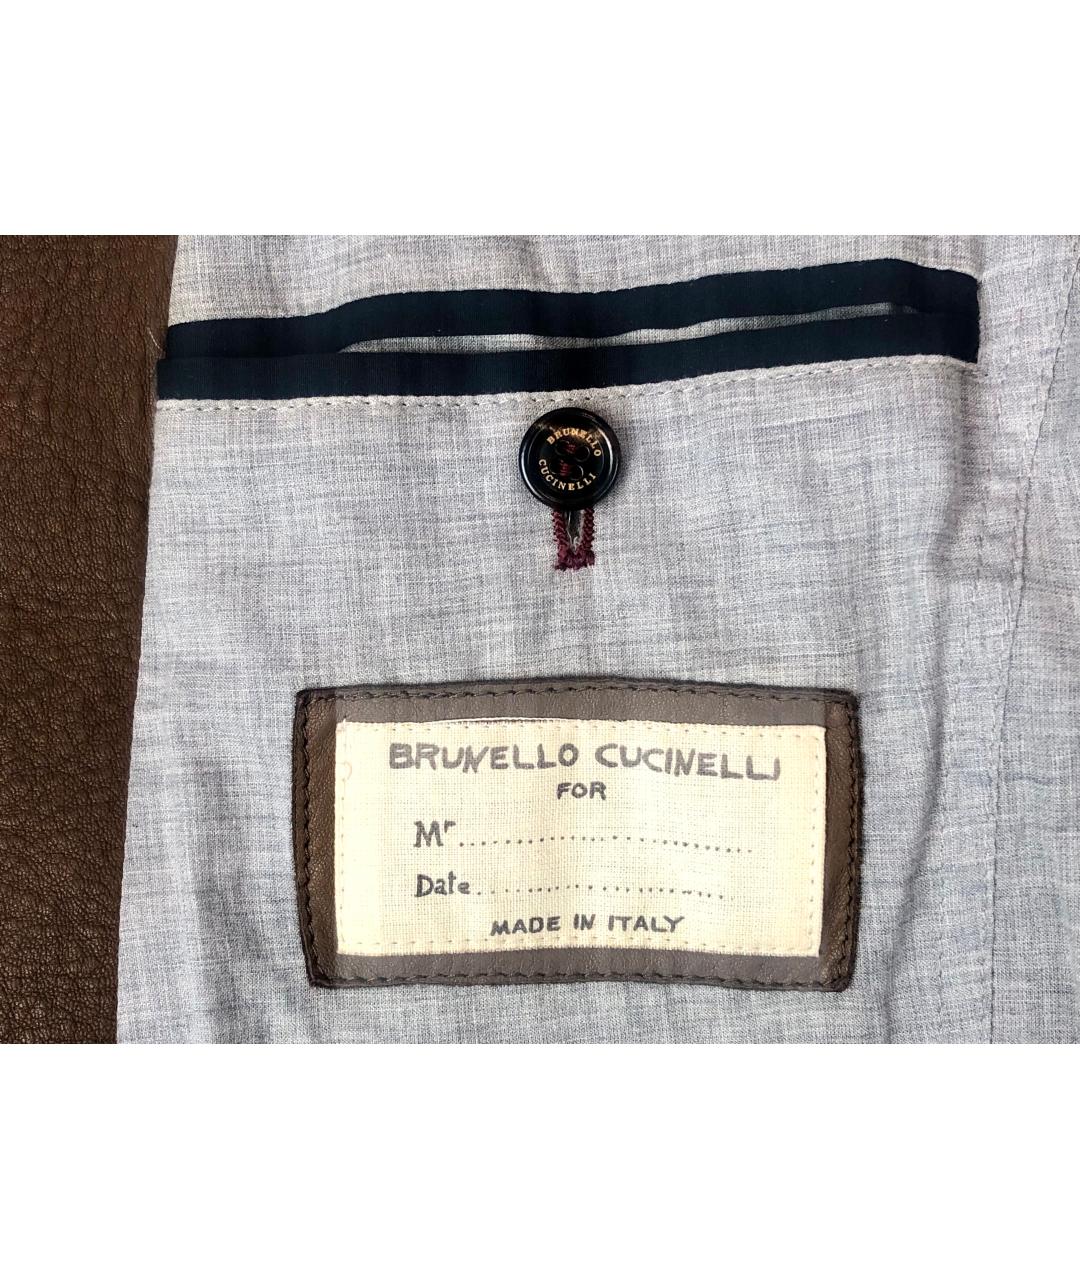 BRUNELLO
CUCINELLI
BRUNELLO CUCINELLI
FOR
Mr..............................
Date..........................
MADE IN ITALY